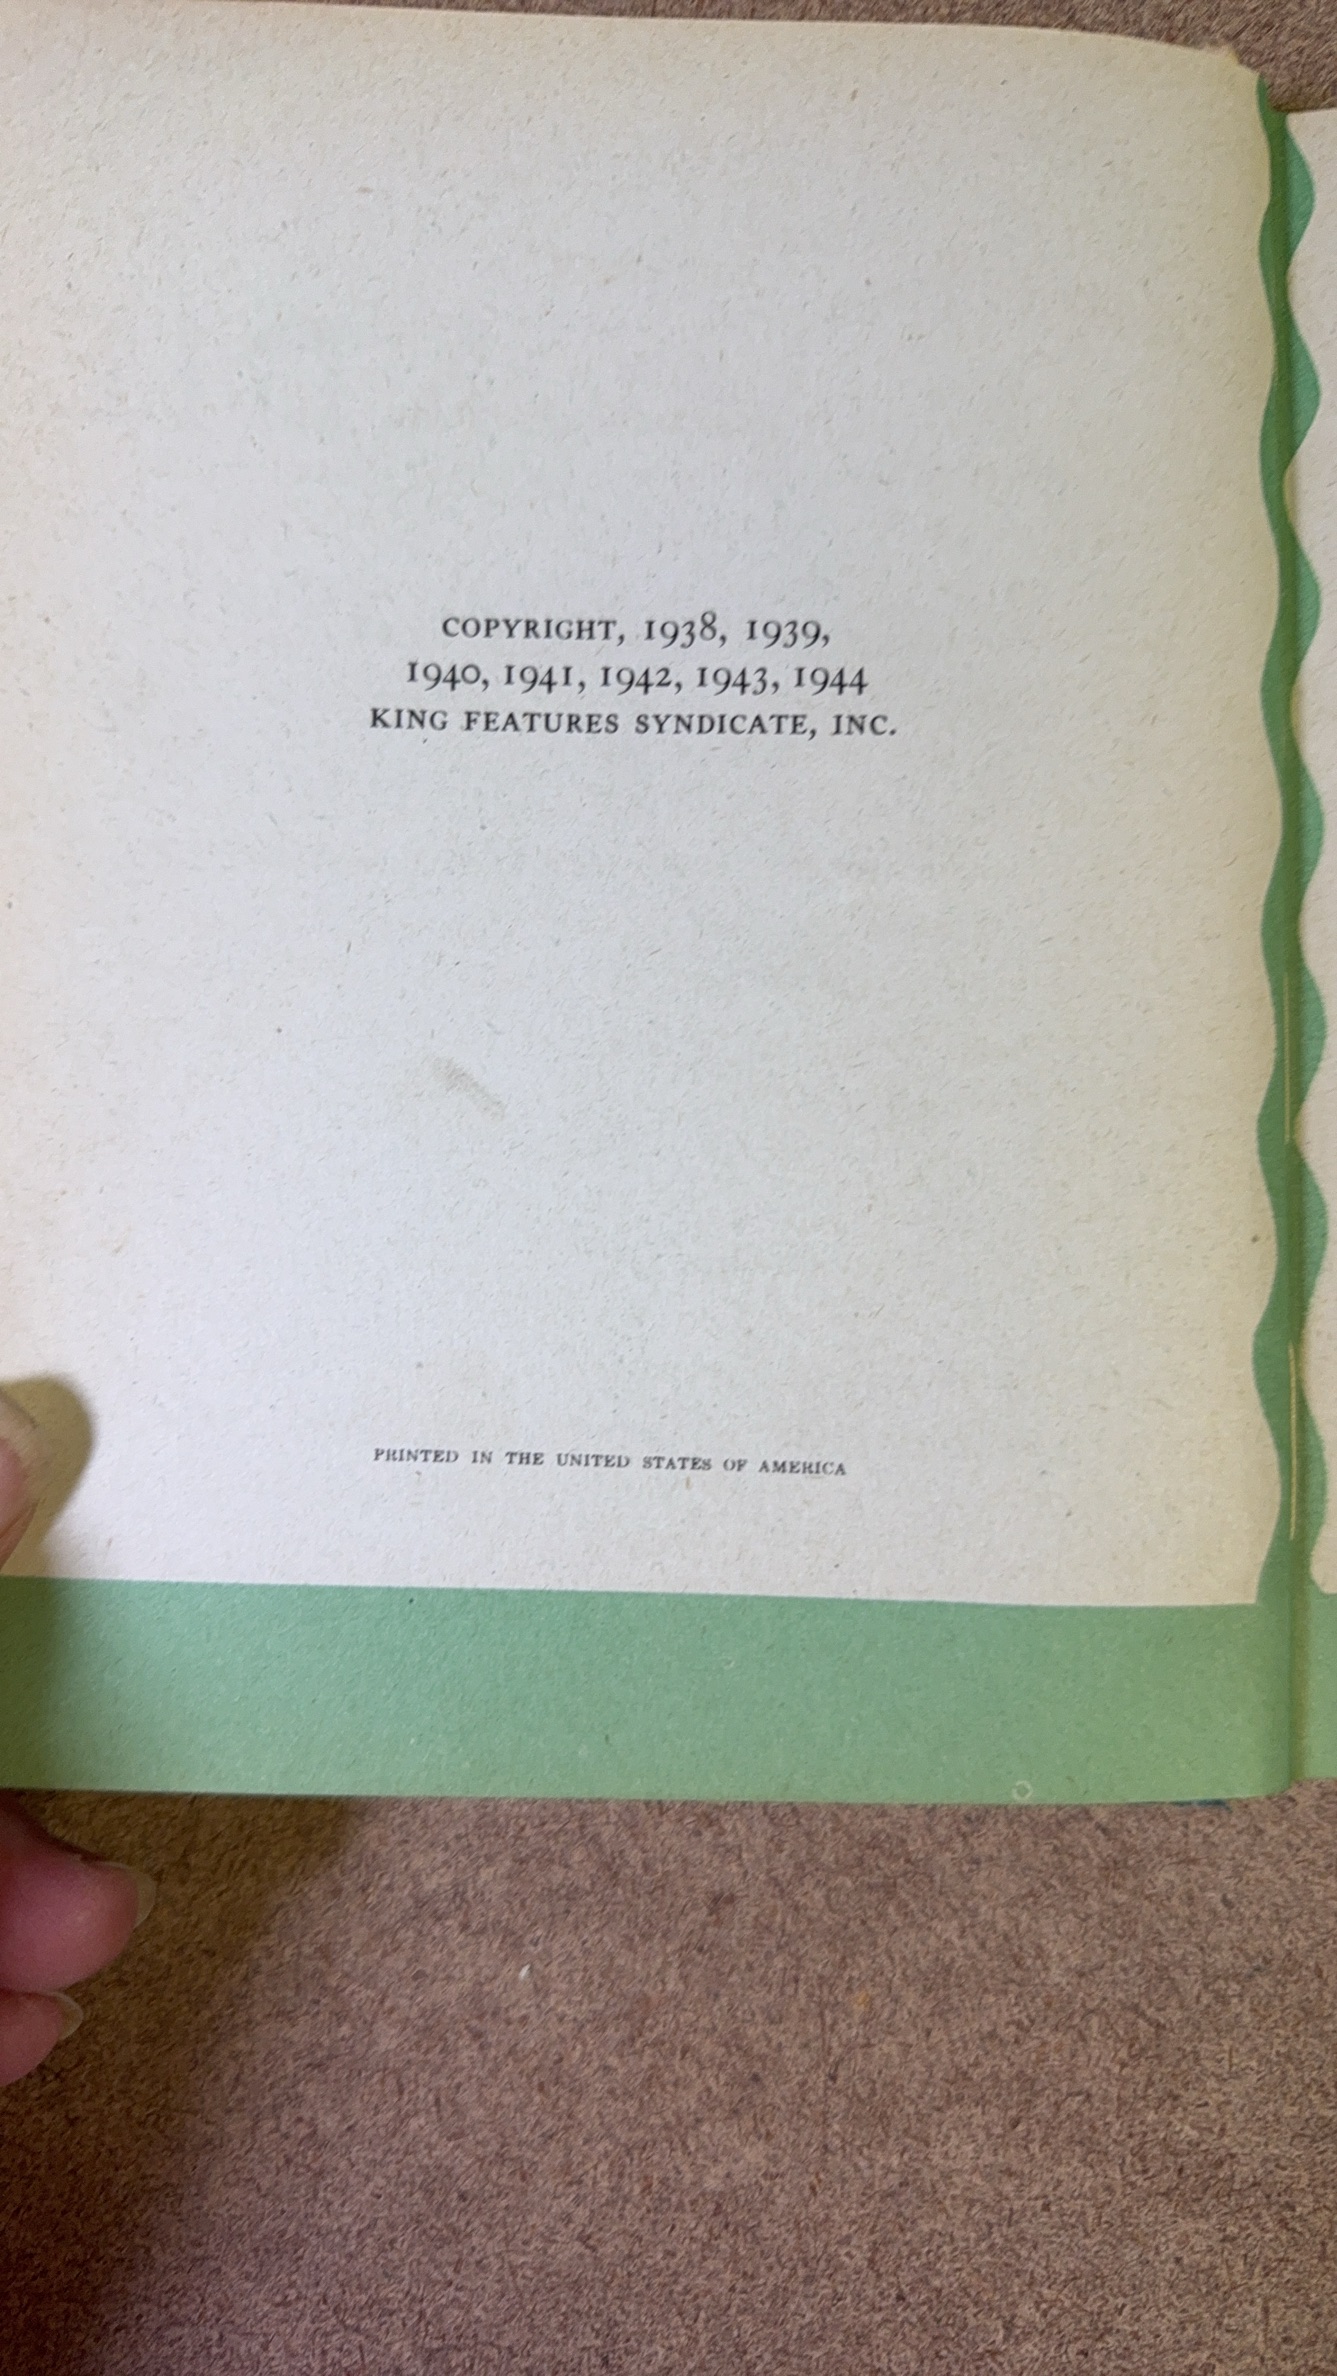 COPYRIGHT, 1938, 1939,
1940, 1941, 1942, 1943, 1944
KING FEATURES SYNDICATE, INC.
PRINTED IN THE UNITED STATES OF AMERICA